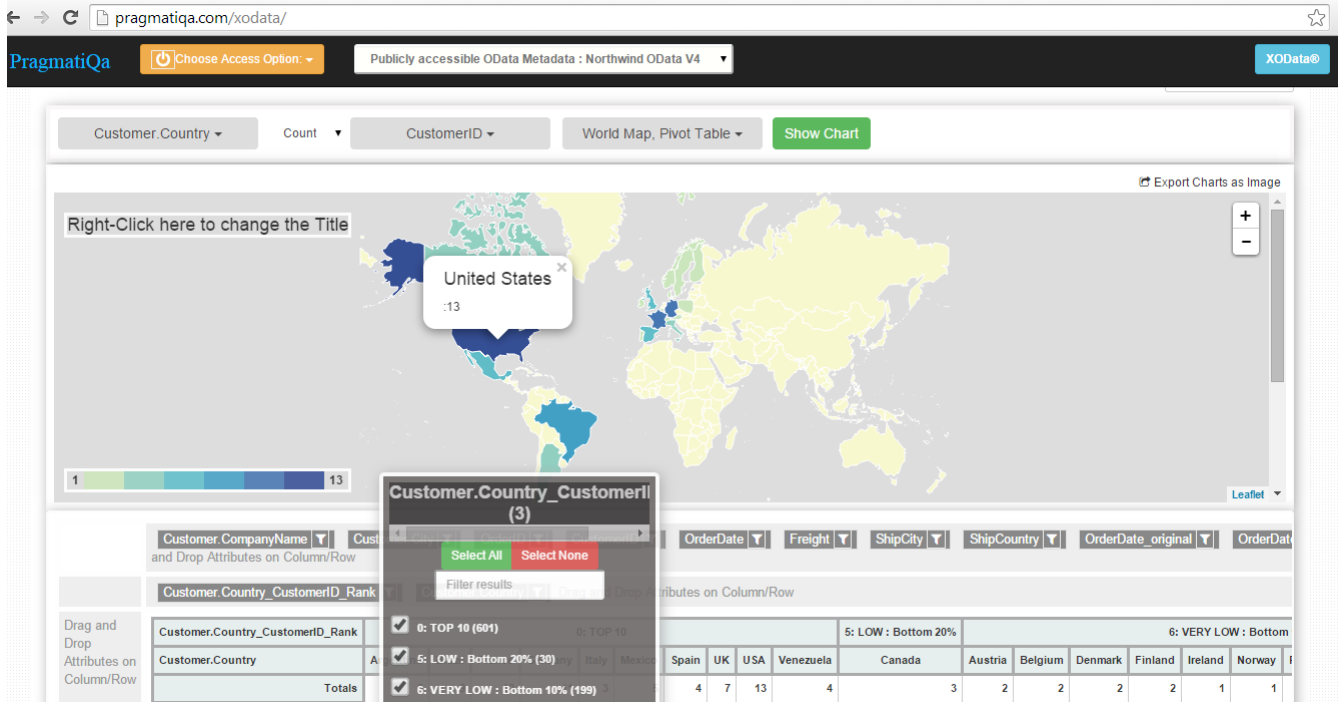 pragmatiqa.com/xodata/
PragmatiQa
Choose Access Option:
Publicly accessible OData Metadata : Northwind OData V4
XOData®
Customer.Country
Count
CustomerID
World Map, Pivot Table
Show Chart
Export Charts as Image
Right-Click here to change the Title
United States
:13
+
−
1
13
Leaflet
Customer.CompanyName
OrderDate
Freight
ShipCity
ShipCountry
OrderDate_original
OrderDat
and Drop Attributes on Column/Row
Customer.Country_CustomerID_Rank
Drag and Drop Attributes on Column/Row
Customer.Country_CustomerI
(3)
Select All
Select None
Filter results
0: TOP 10 (601)
5: LOW : Bottom 20% (30)
6: VERY LOW : Bottom 10% (199)
Drag and
Drop
Attributes on
Column/Row
Customer.Country_CustomerID_Rank
0: TOP 10
5: LOW : Bottom 20%
6: VERY LOW : Bottom
Customer.Country
Italy
Mexico
Spain
UK
USA
Venezuela
Canada
Austria
Belgium
Denmark
Finland
Ireland
Norway
Totals
4
7
13
4
3
2
2
2
2
1
1